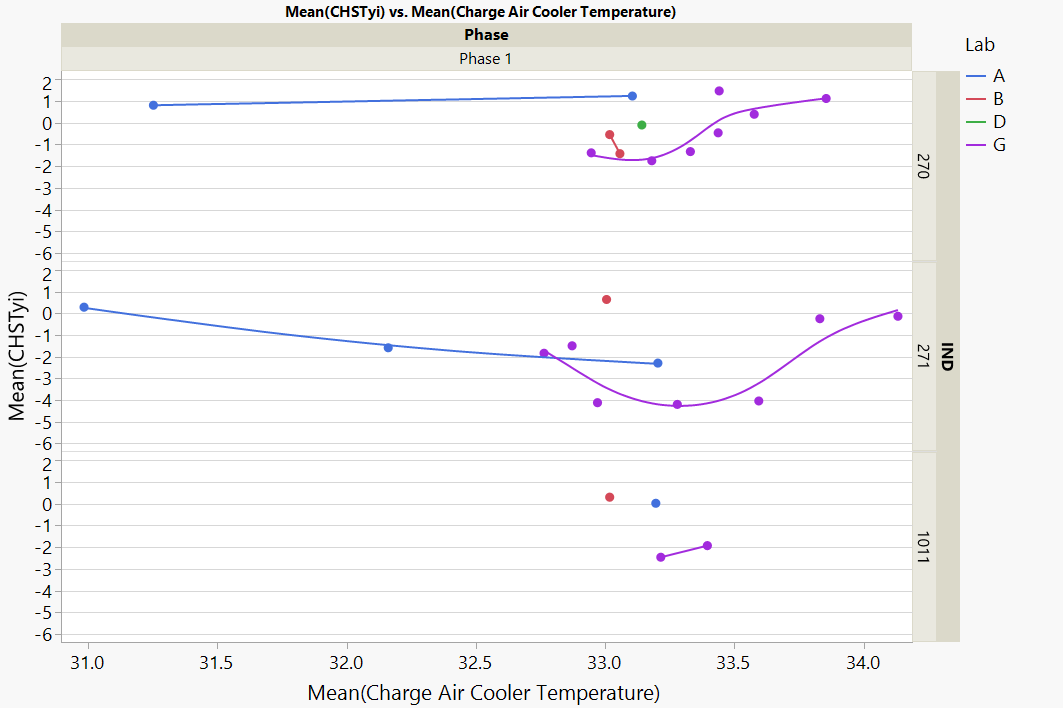 Mean(CHSTyi) vs. Mean(Charge Air Cooler Temperature)
Phase
Phase 1
Lab
A
B
D
G
Mean(CHSTyi)
2
1
0
-1
-2
-3
-4
-5
-6
270
2
1
0
-1
-2
-3
-4
-5
-6
271
IND
2
1
0
-1
-2
-3
-4
-5
-6
1011
31.0 31.5 32.0 32.5 33.0 33.5 34.0
Mean(Charge Air Cooler Temperature)